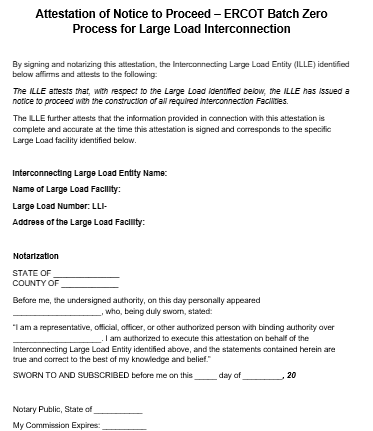 Attestation of Notice to Proceed – ERCOT Batch Zero
Process for Large Load Interconnection
By signing and notarizing this attestation, the Interconnecting Large Load Entity (ILLE) identified
below affirms and attests to the following:
The ILLE attests that, with respect to the Large Load identified below, the ILLE has issued a
notice to proceed with the construction of all required Interconnection Facilities.
The ILLE further attests that the information provided in connection with this attestation is
complete and accurate at the time this attestation is signed and corresponds to the specific
Large Load facility identified below.
Interconnecting Large Load Entity Name:
Name of Large Load Facility:
Large Load Number: LLI-
Address of the Large Load Facility:
Notarization
STATE OF _______________
COUNTY OF _____________
Before me, the undersigned authority, on this day personally appeared
____________________, who, being duly sworn, stated:
“I am a representative, official, officer, or other authorized person with binding authority over
____________________. I am authorized to execute this attestation on behalf of the
Interconnecting Large Load Entity identified above, and the statements contained herein are
true and correct to the best of my knowledge and belief.”
SWORN TO AND SUBSCRIBED before me on this _____ day of _________, 20
Notary Public, State of ___________
My Commission Expires: __________